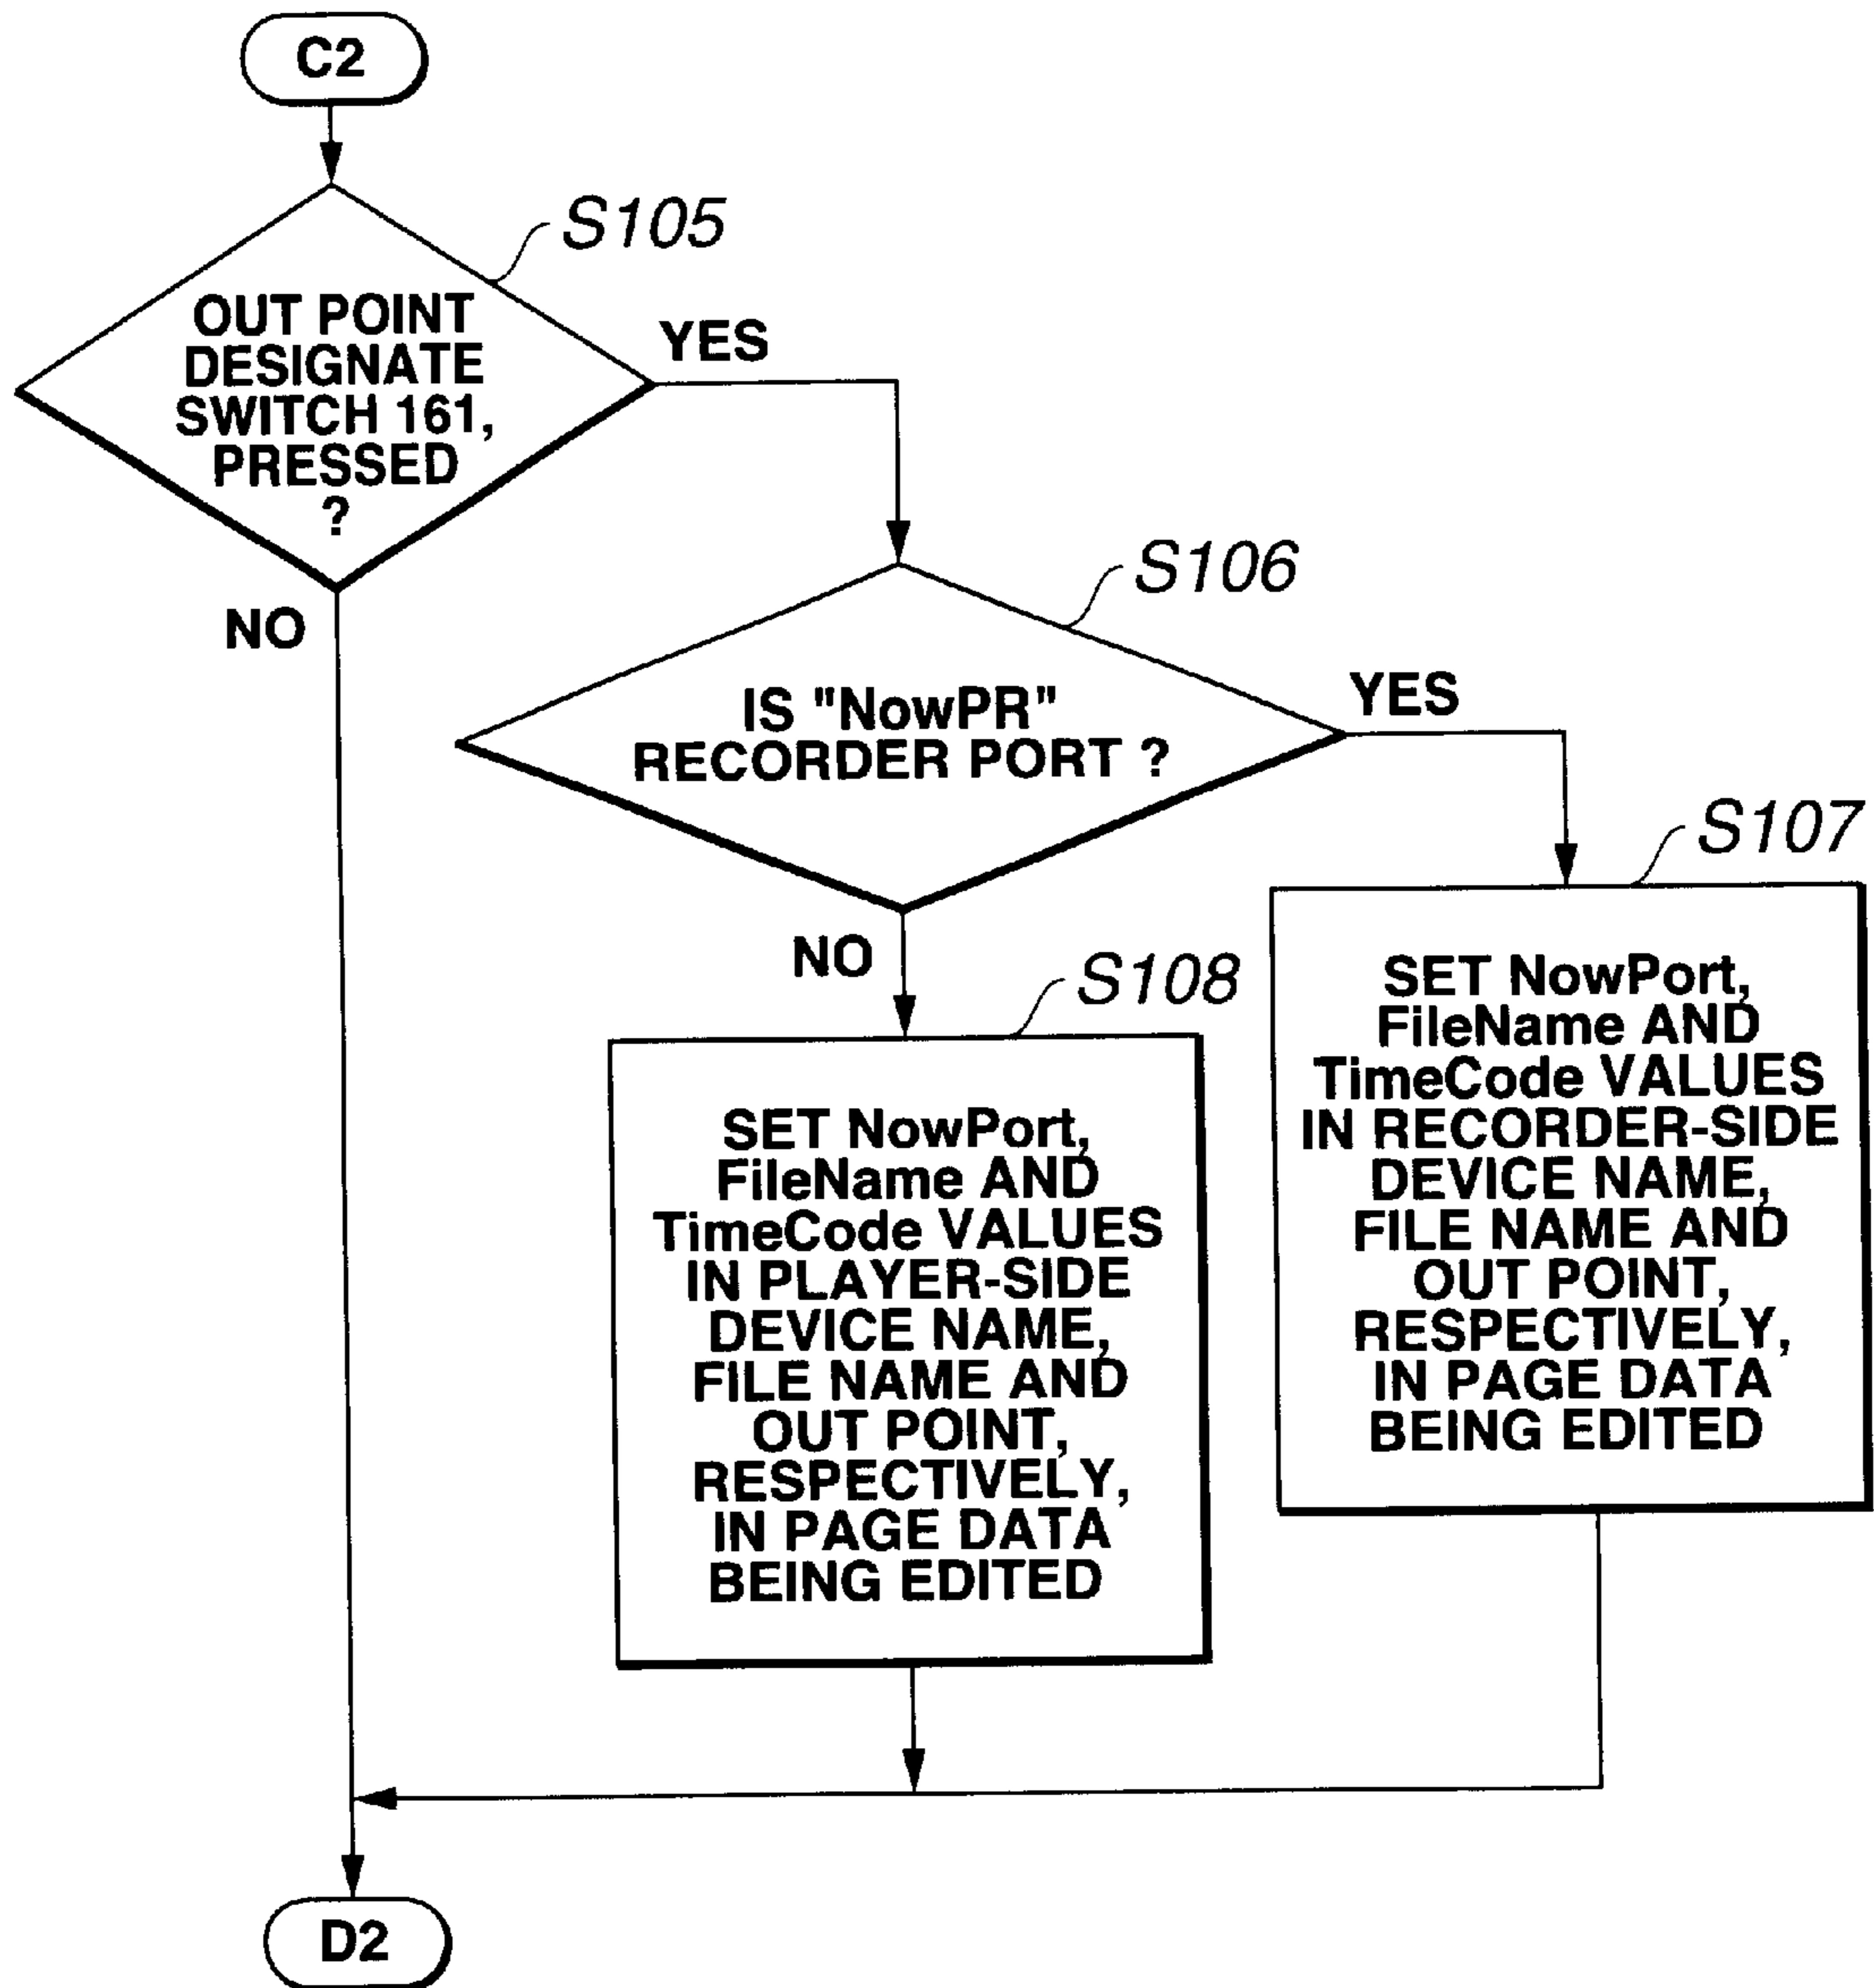 C2
S105
OUT POINT
DESIGNATE
SWITCH 161,
PRESSED
?
YES
NO
S106
IS "NowPR"
RECORDER PORT ?
YES
NO
S107
SET NowPort,
FileName AND
TimeCode VALUES
IN RECORDER-SIDE
DEVICE NAME,
FILE NAME AND
OUT POINT,
RESPECTIVELY,
IN PAGE DATA
BEING EDITED
S108
SET NowPort,
FileName AND
TimeCode VALUES
IN PLAYER-SIDE
DEVICE NAME,
FILE NAME AND
OUT POINT,
RESPECTIVELY,
IN PAGE DATA
BEING EDITED
D2